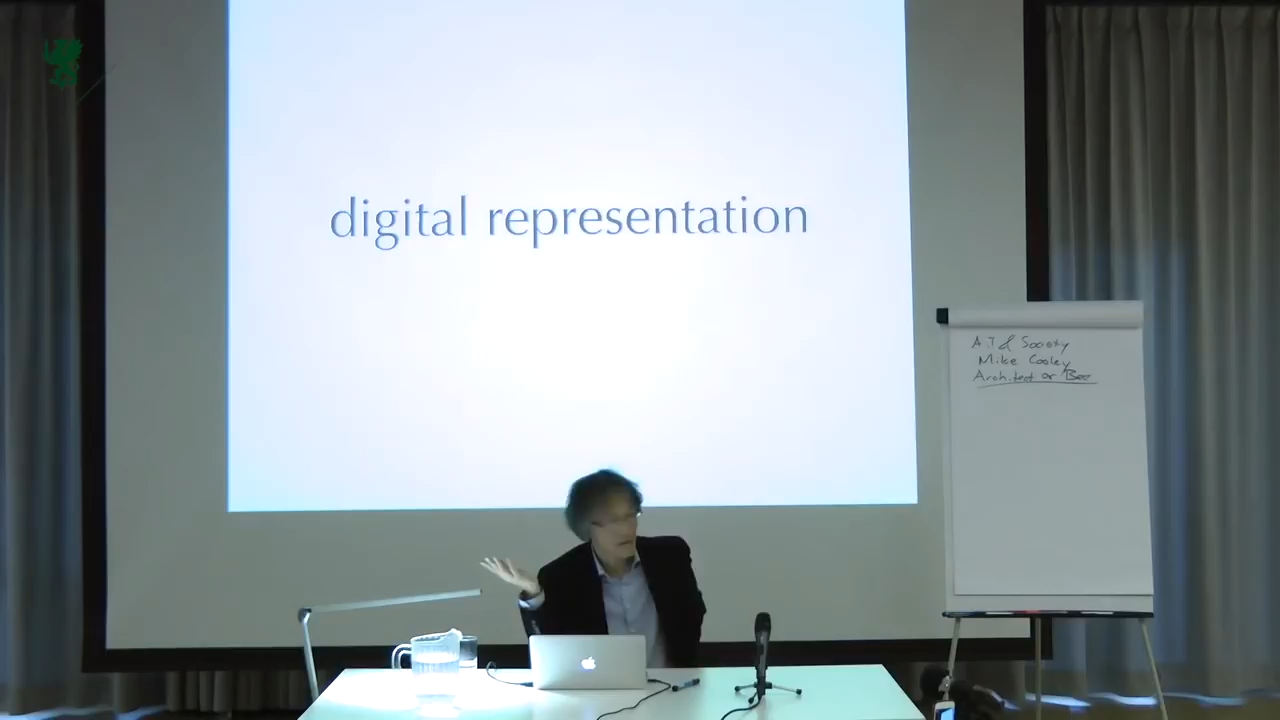 digital representation
A.I & Society
Mike Cooley
Architect or Bee